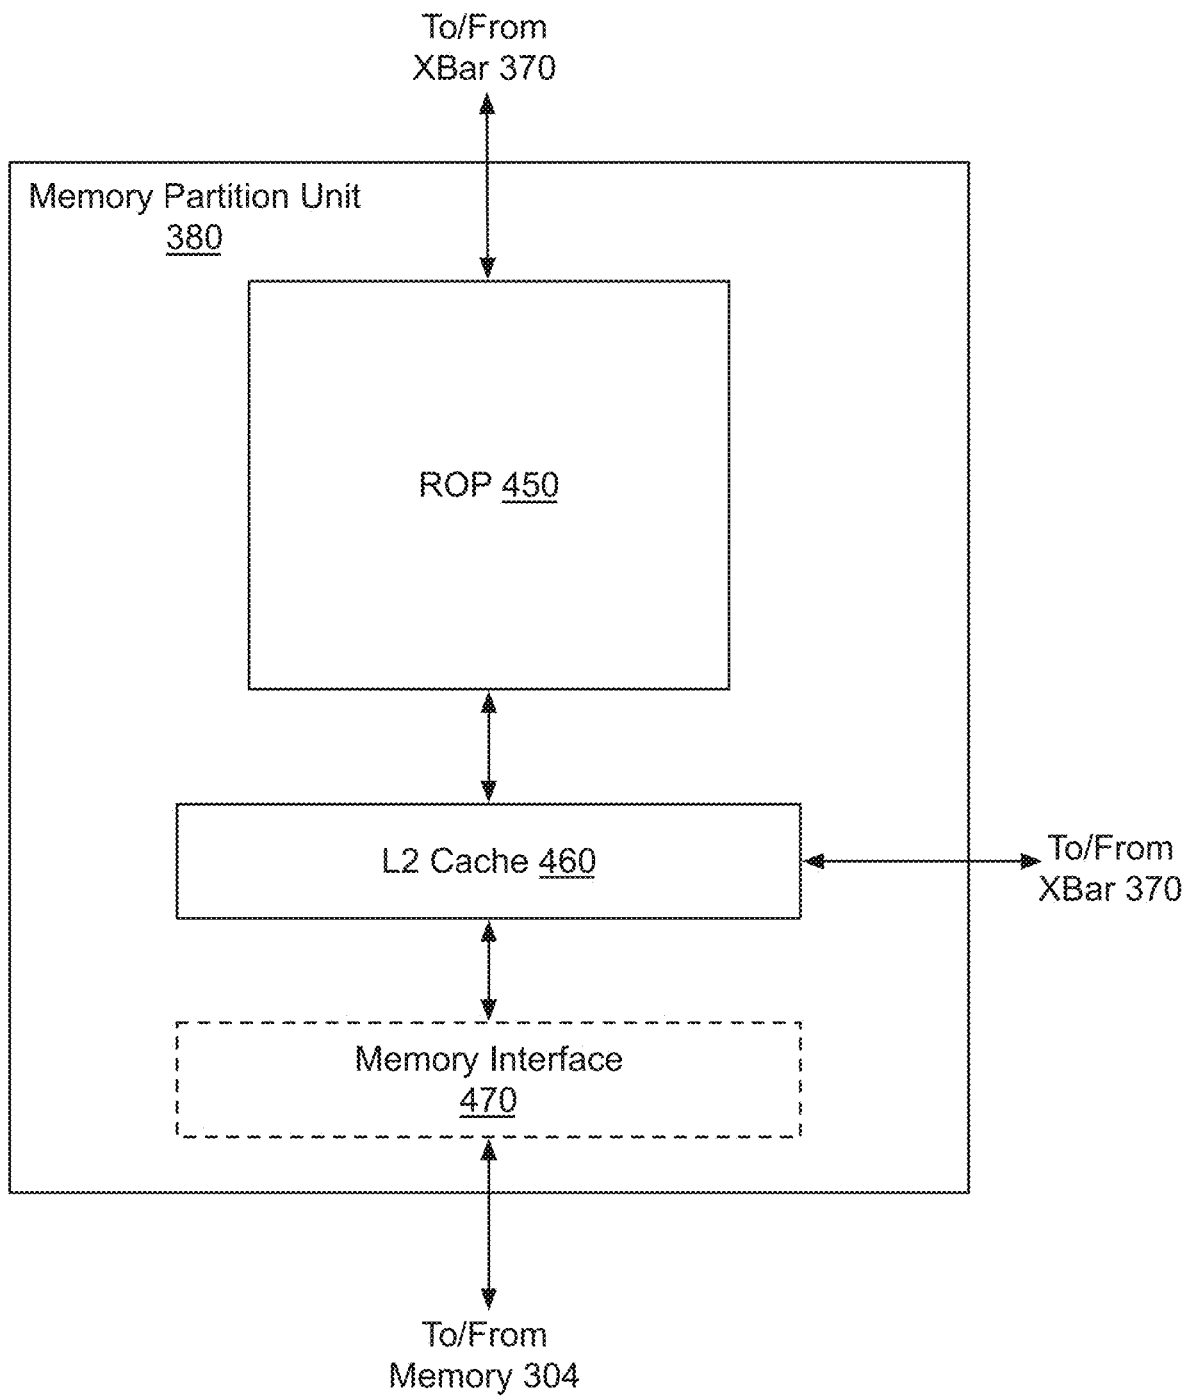 To/From
XBar 370
Memory Partition Unit
380
ROP 450
L2 Cache 460
To/From
XBar 370
Memory Interface
470
To/From
Memory 304